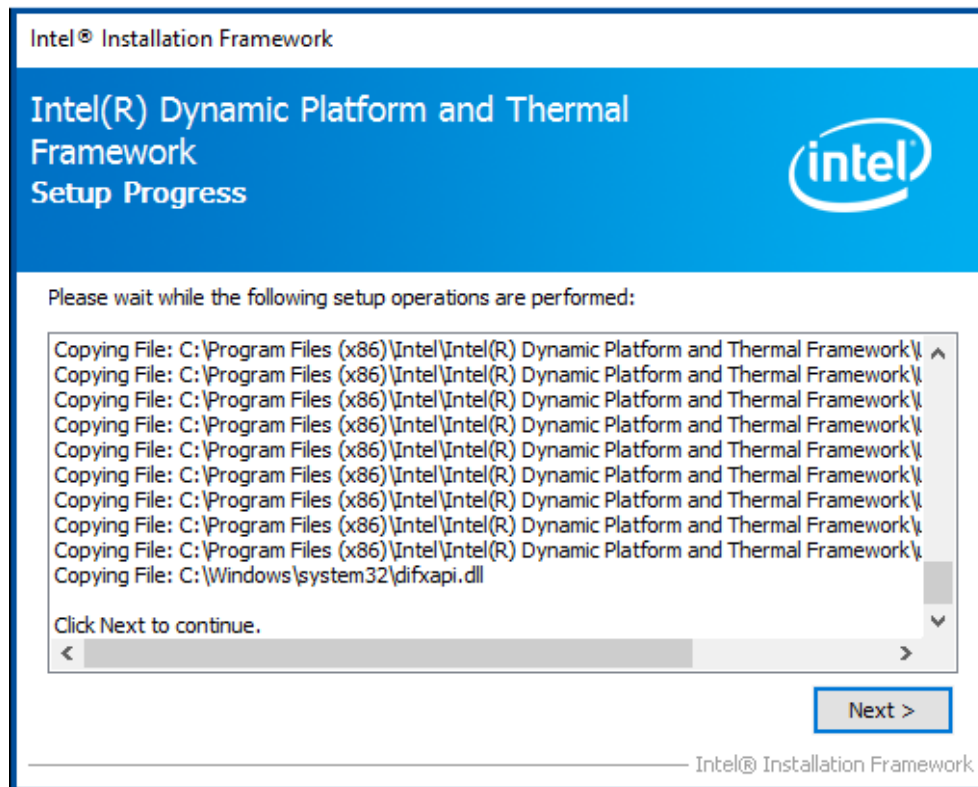 Intel® Installation Framework
Intel(R) Dynamic Platform and Thermal
Framework
Setup Progress
intel
Please wait while the following setup operations are performed:
Copying File: C:\Program Files (x86)\Intel\Intel(R) Dynamic Platform and Thermal Framework\
Copying File: C:\Program Files (x86)\Intel\Intel(R) Dynamic Platform and Thermal Framework\
Copying File: C:\Program Files (x86)\Intel\Intel(R) Dynamic Platform and Thermal Framework\
Copying File: C:\Program Files (x86)\Intel\Intel(R) Dynamic Platform and Thermal Framework\
Copying File: C:\Program Files (x86)\Intel\Intel(R) Dynamic Platform and Thermal Framework\
Copying File: C:\Program Files (x86)\Intel\Intel(R) Dynamic Platform and Thermal Framework\
Copying File: C:\Program Files (x86)\Intel\Intel(R) Dynamic Platform and Thermal Framework\
Copying File: C:\Program Files (x86)\Intel\Intel(R) Dynamic Platform and Thermal Framework\
Copying File: C:\Program Files (x86)\Intel\Intel(R) Dynamic Platform and Thermal Framework\
Copying File: C:\Windows\system32\difxapi.dll
Click Next to continue.
Next >
Intel® Installation Framework